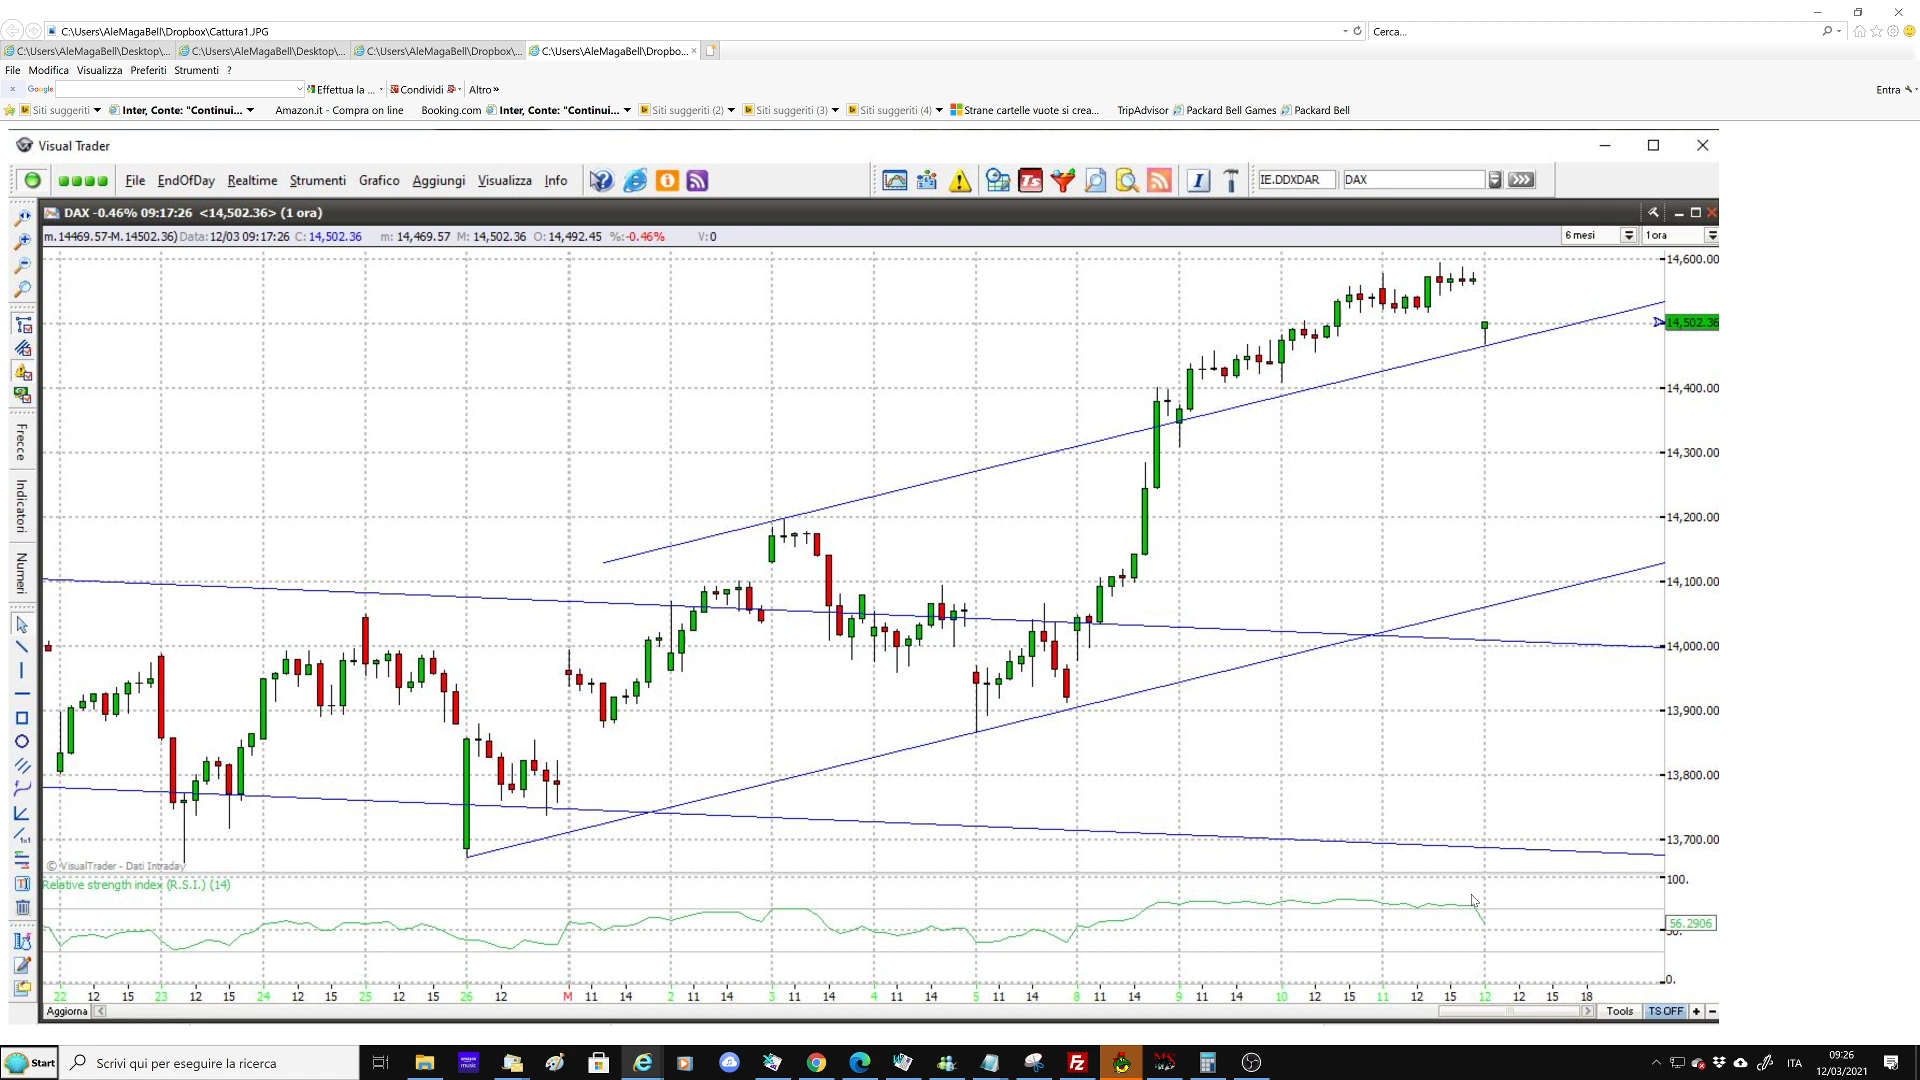 C:\Users\AleMagaBell\Dropbox\Cattura1.JPG
Cerca...
C:\Users\AleMagaBell\Desktop\...
C:\Users\AleMagaBell\Desktop\...
C:\Users\AleMagaBell\Dropbox\...
C:\Users\AleMagaBell\Dropbo...
File Modifica Visualizza Preferiti Strumenti ?
Google
Effettua la ...
Condividi
Altro »
Entra
Siti suggeriti
Inter, Conte: "Continui...
Amazon.it - Compra on line
Booking.com
Inter, Conte: "Continui...
Siti suggeriti (2)
Siti suggeriti (3)
Siti suggeriti (4)
Strane cartelle vuote si crea...
TripAdvisor
Packard Bell Games
Packard Bell
Visual Trader
File EndOfDay Realtime Strumenti Grafico Aggiungi Visualizza Info
Ts
I
IE.DDXDAR
DAX
DAX -0.46% 09:17:26 <14,502.36> (1 ora)
m.14469.57-M.14502.36) Data: 12/03 09:17:26 C: 14,502.36 m: 14,469.57 M: 14,502.36 O: 14,492.45 %: -0.46% V: 0
6 mesi
1 ora
14,600.00
14,502.36
14,400.00
14,300.00
14,200.00
14,100.00
14,000.00
13,900.00
13,800.00
13,700.00
Frecce
Indicatori
Numeri
© VisualTrader - Dati Intraday
Relative strength index (R.S.I.) (14)
100.
56.2906
50.
0.
22 12 15 23 12 15 24 12 15 25 12 15 26 12 M 11 14 2 11 14 3 11 14 4 11 14 5 11 14 8 11 14 9 11 14 10 12 15 11 12 15 12 12 15 18
Aggiorna
Tools
TS OFF
+ −
Start
Scrivi qui per eseguire la ricerca
ITA
09:26
12/03/2021